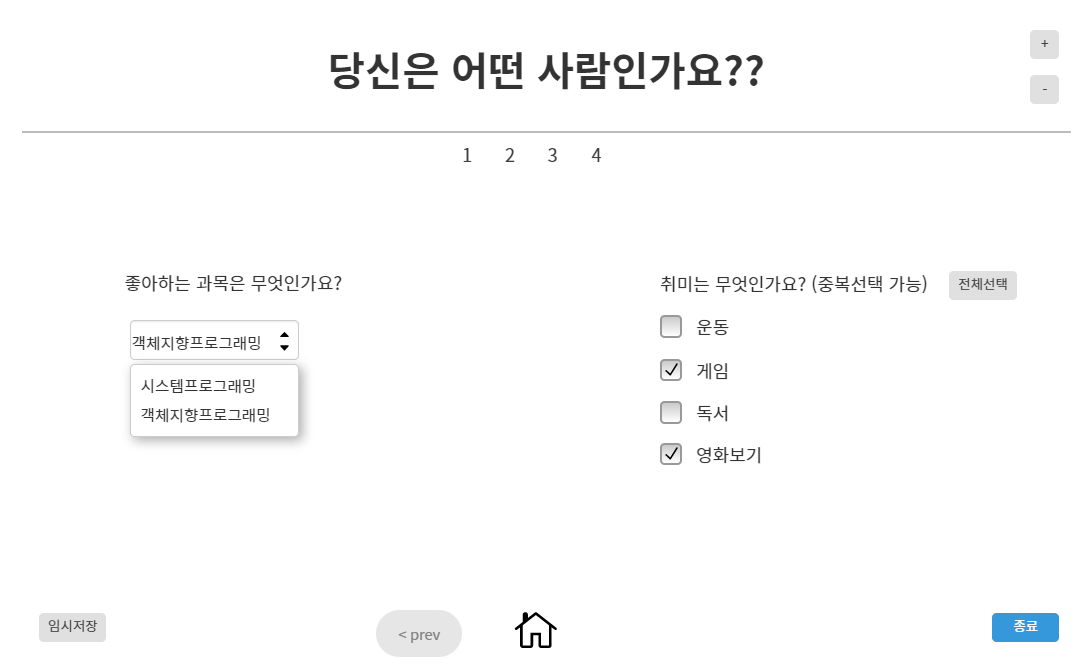 당신은 어떤 사람인가요??
+
-
1 2 3 4
좋아하는 과목은 무엇인가요?
객체지향프로그래밍
시스템프로그래밍
객체지향프로그래밍
취미는 무엇인가요? (중복선택 가능) 전체선택
운동
게임
독서
영화보기
임시저장
< prev
종료